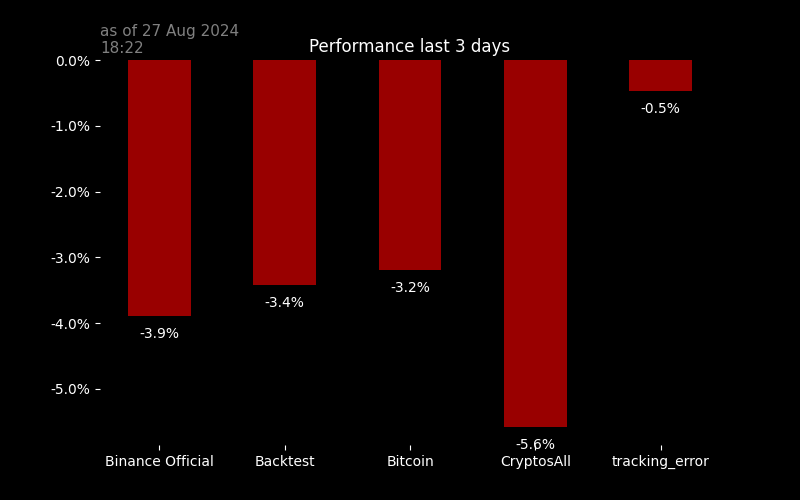 as of 27 Aug 2024
18:22
Performance last 3 days
0.0%
-1.0%
-2.0%
-3.0%
-4.0%
-5.0%
-3.9%
-3.4%
-3.2%
-5.6%
-0.5%
Binance Official
Backtest
Bitcoin
CryptosAll
tracking_error